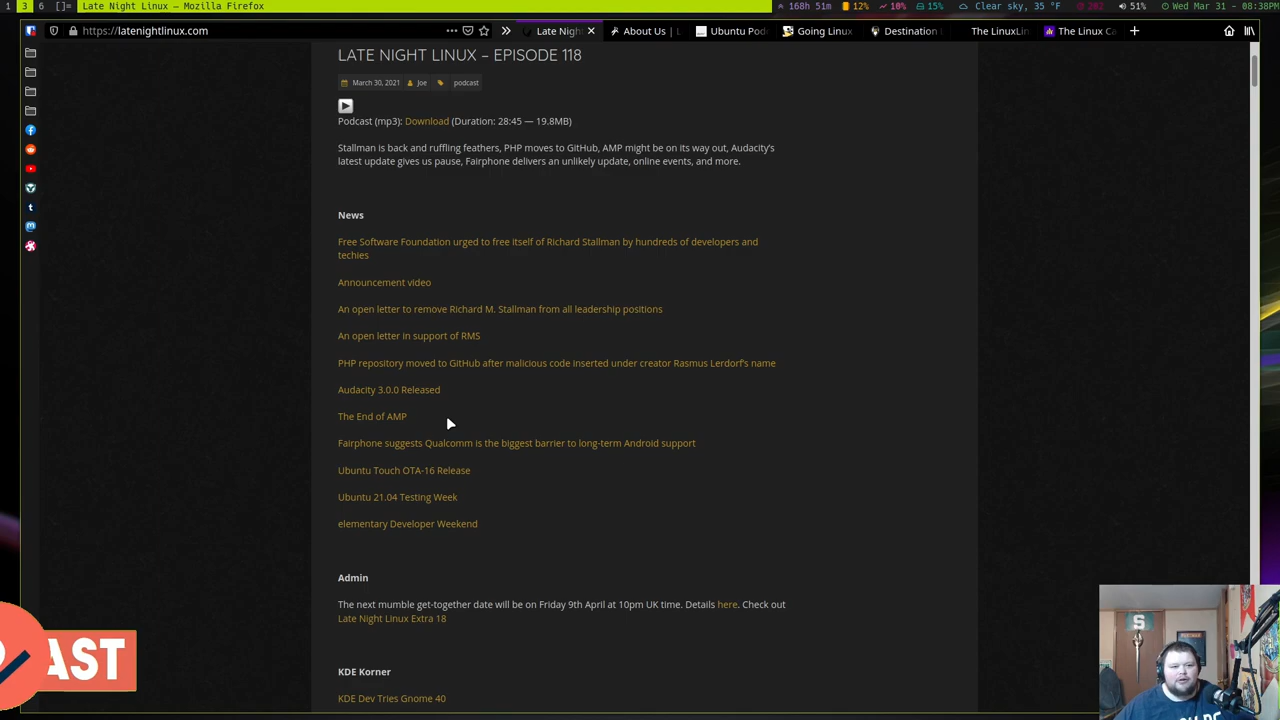 1 3 6 []= Late Night Linux — Mozilla Firefox 168h 51m 12% 10% 15% Clear sky, 35 °F 202 51% Wed Mar 31 - 08:38PM
https://latenightlinux.com Late Nigh About Us | L Ubuntu Pod Going Linux Destination The LinuxLin The Linux Ca
LATE NIGHT LINUX – EPISODE 118
March 30, 2021 Joe podcast
Podcast (mp3): Download (Duration: 28:45 — 19.8MB)
Stallman is back and ruffling feathers, PHP moves to GitHub, AMP might be on its way out, Audacity's
latest update gives us pause, Fairphone delivers an unlikely update, online events, and more.
News
Free Software Foundation urged to free itself of Richard Stallman by hundreds of developers and
techies
Announcement video
An open letter to remove Richard M. Stallman from all leadership positions
An open letter in support of RMS
PHP repository moved to GitHub after malicious code inserted under creator Rasmus Lerdorf's name
Audacity 3.0.0 Released
The End of AMP
Fairphone suggests Qualcomm is the biggest barrier to long-term Android support
Ubuntu Touch OTA-16 Release
Ubuntu 21.04 Testing Week
elementary Developer Weekend
Admin
The next mumble get-together date will be on Friday 9th April at 10pm UK time. Details here. Check out
Late Night Linux Extra 18
KDE Korner
KDE Dev Tries Gnome 40
AST